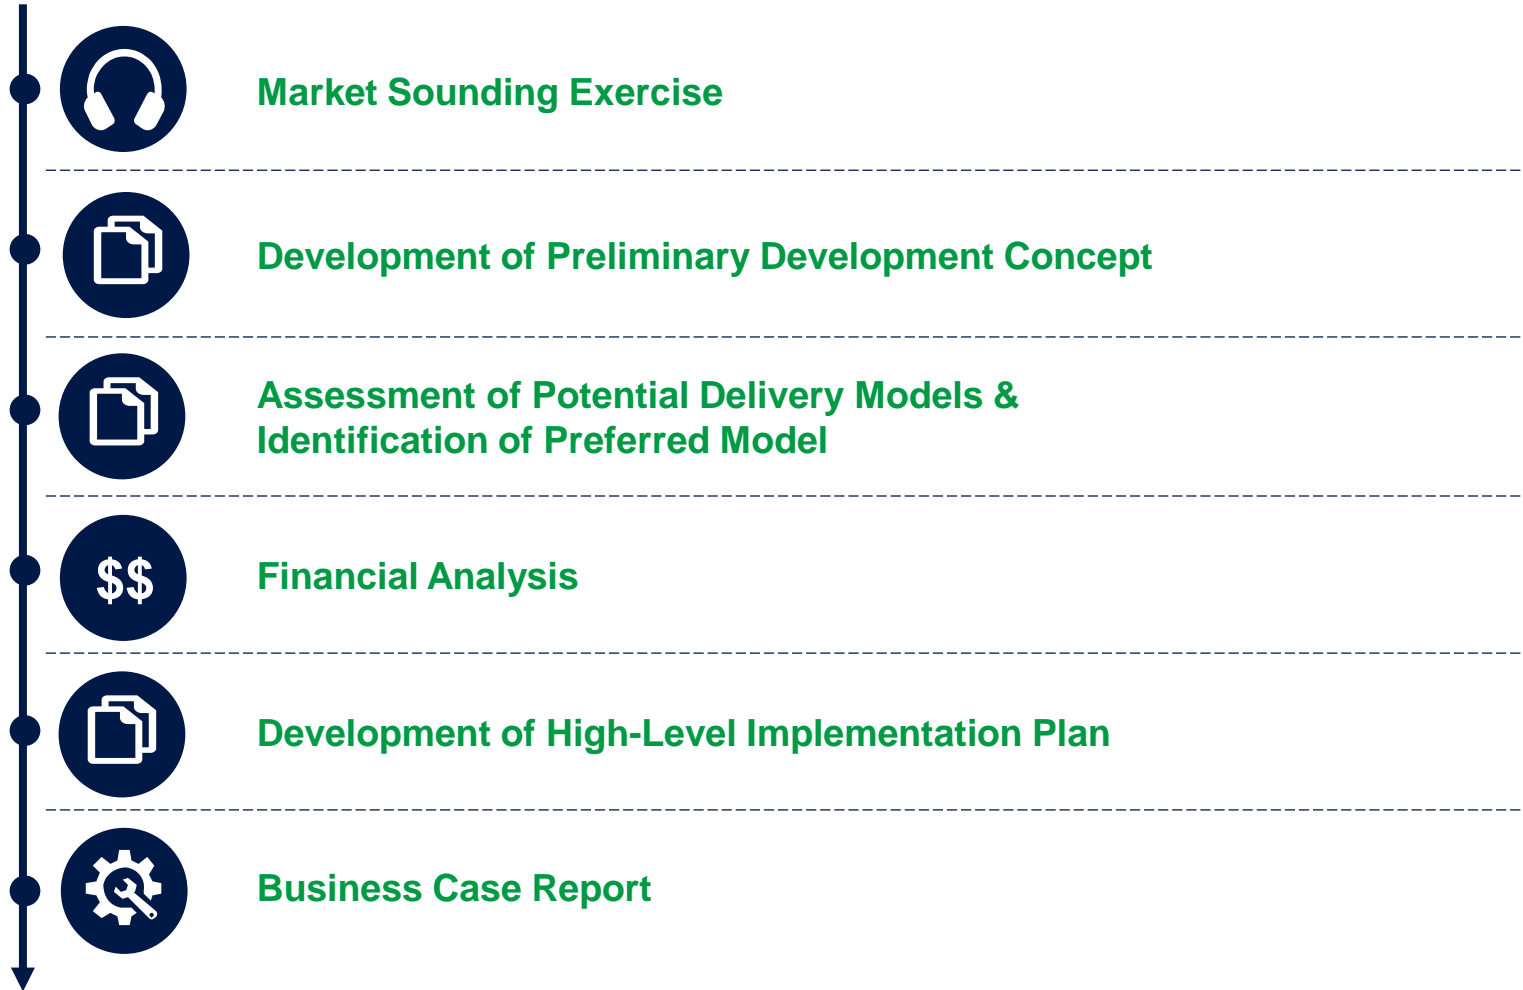 Market Sounding Exercise
Development of Preliminary Development Concept
Assessment of Potential Delivery Models &
Identification of Preferred Model
$$
Financial Analysis
Development of High-Level Implementation Plan
Business Case Report